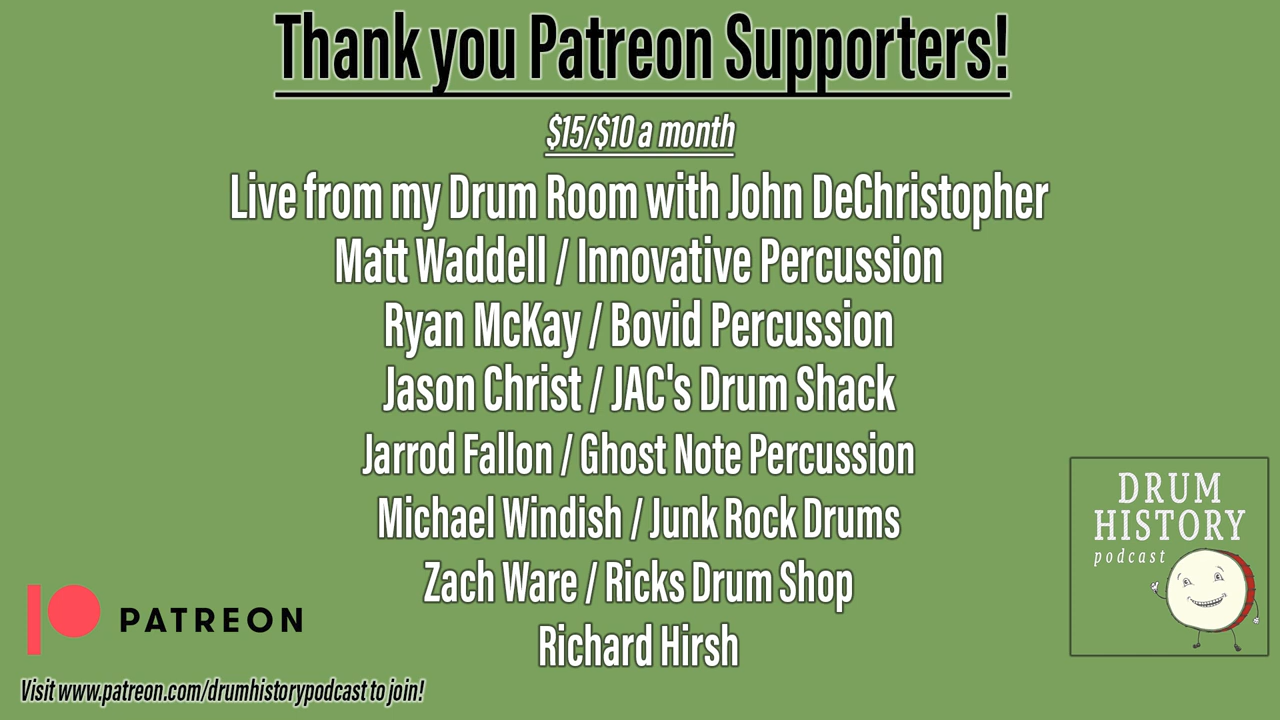 Thank you Patreon Supporters!
$15/$10 a month
Live from my Drum Room with John DeChristopher
Matt Waddell / Innovative Percussion
Ryan McKay / Bovid Percussion
Jason Christ / JAC's Drum Shack
Jarrod Fallon / Ghost Note Percussion
Michael Windish / Junk Rock Drums
Zach Ware / Ricks Drum Shop
Richard Hirsh
DRUM
HISTORY
podcast
PATREON
Visit www.patreon.com/drumhistorypodcast to join!